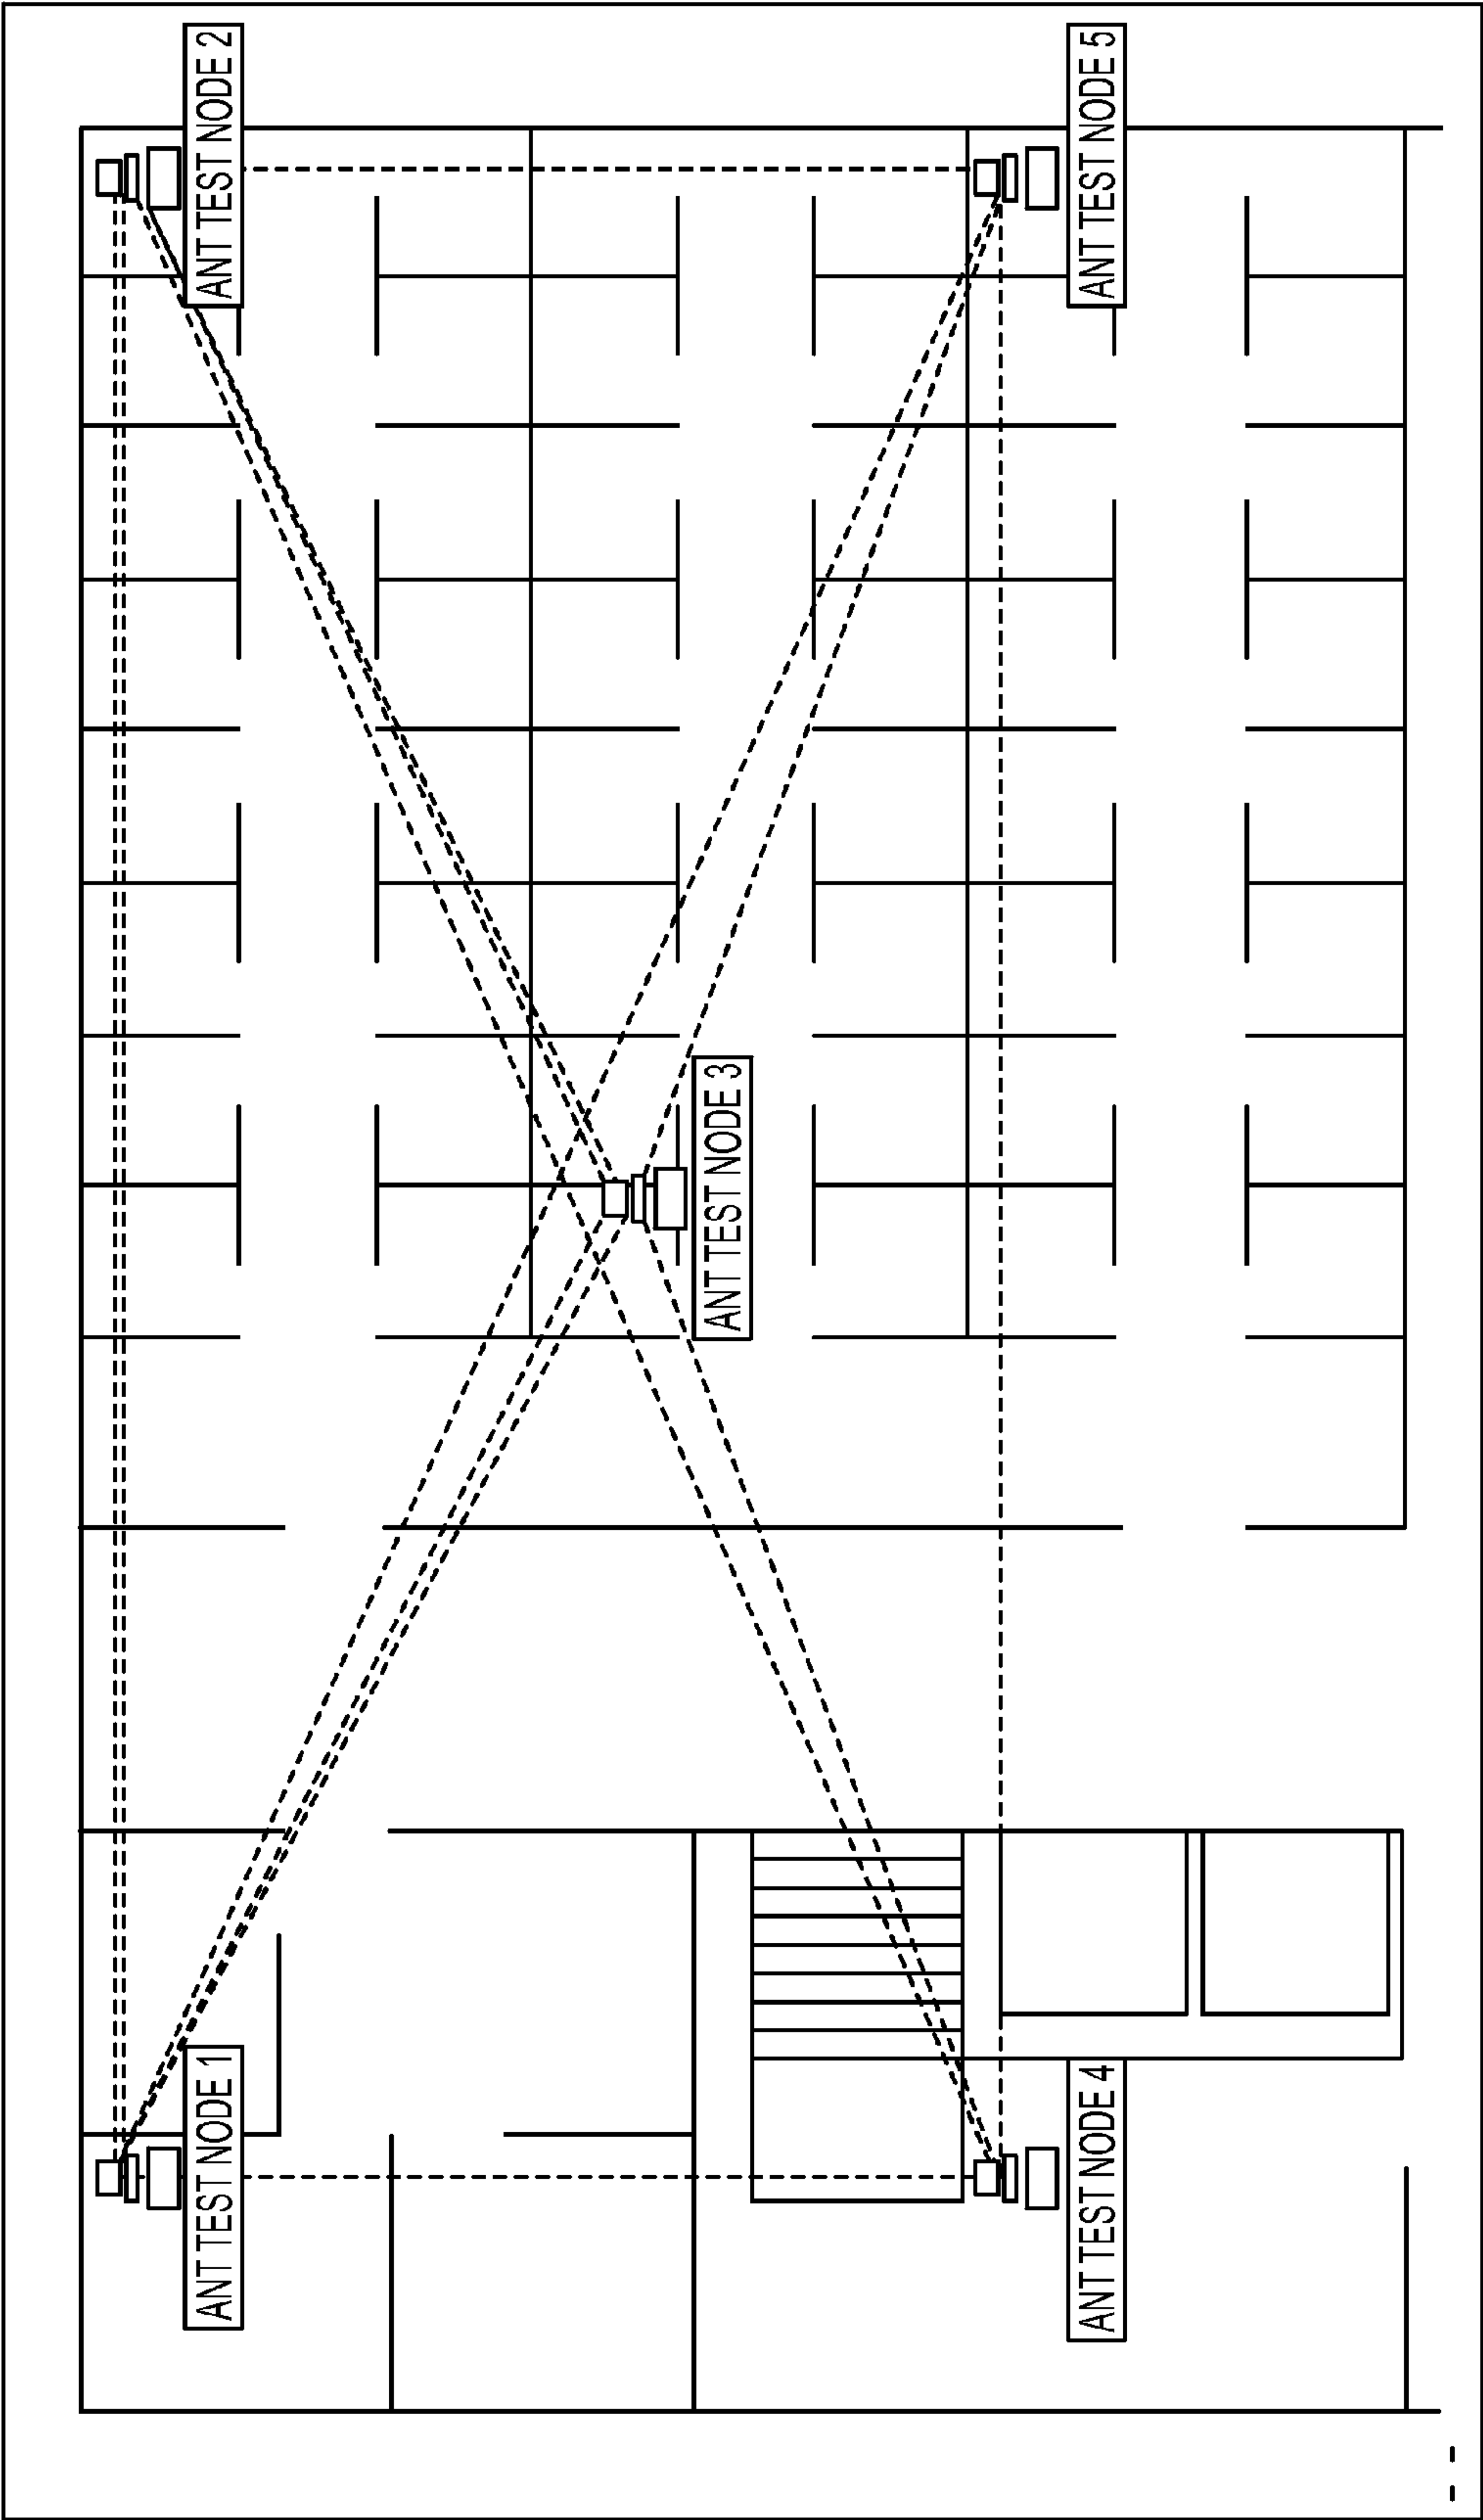 ANT TEST NODE 1
ANT TEST NODE 2
ANT TEST NODE 3
ANT TEST NODE 4
ANT TEST NODE 5